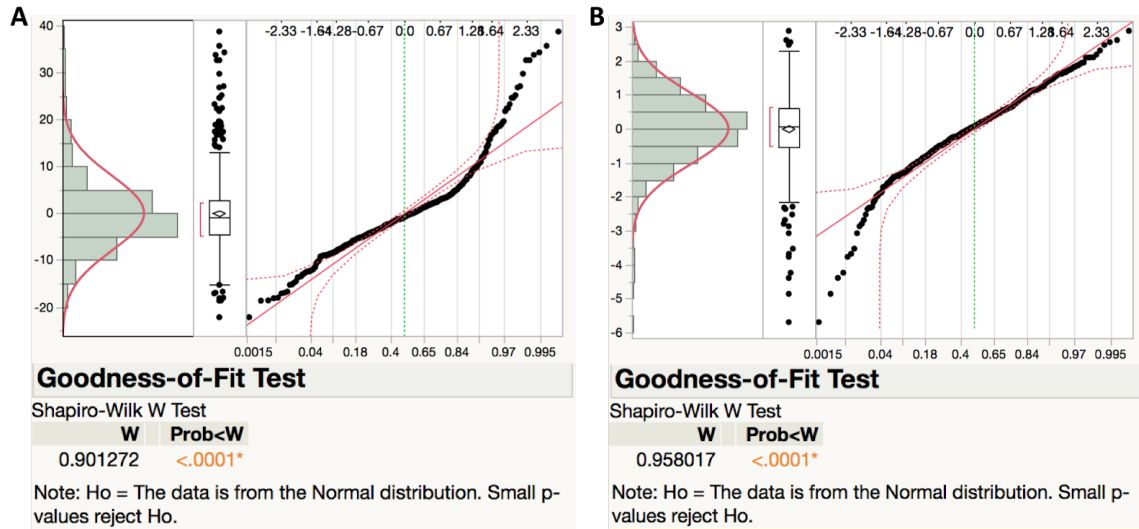 A
40
30
20
10
0
-10
-20
-2.33 -1.64 -1.28 -0.67 0.0 0.67 1.28 1.64 2.33
0.0015 0.04 0.18 0.4 0.65 0.84 0.97 0.995
Goodness-of-Fit Test
Shapiro-Wilk W Test
W Prob<W
0.901272 <.0001*
Note: Ho = The data is from the Normal distribution. Small p-
values reject Ho.
B
3
2
1
0
-1
-2
-3
-4
-5
-6
-2.33 -1.64 -1.28 -0.67 0.0 0.67 1.28 1.64 2.33
0.0015 0.04 0.18 0.4 0.65 0.84 0.97 0.995
Goodness-of-Fit Test
Shapiro-Wilk W Test
W Prob<W
0.958017 <.0001*
Note: Ho = The data is from the Normal distribution. Small p-
values reject Ho.